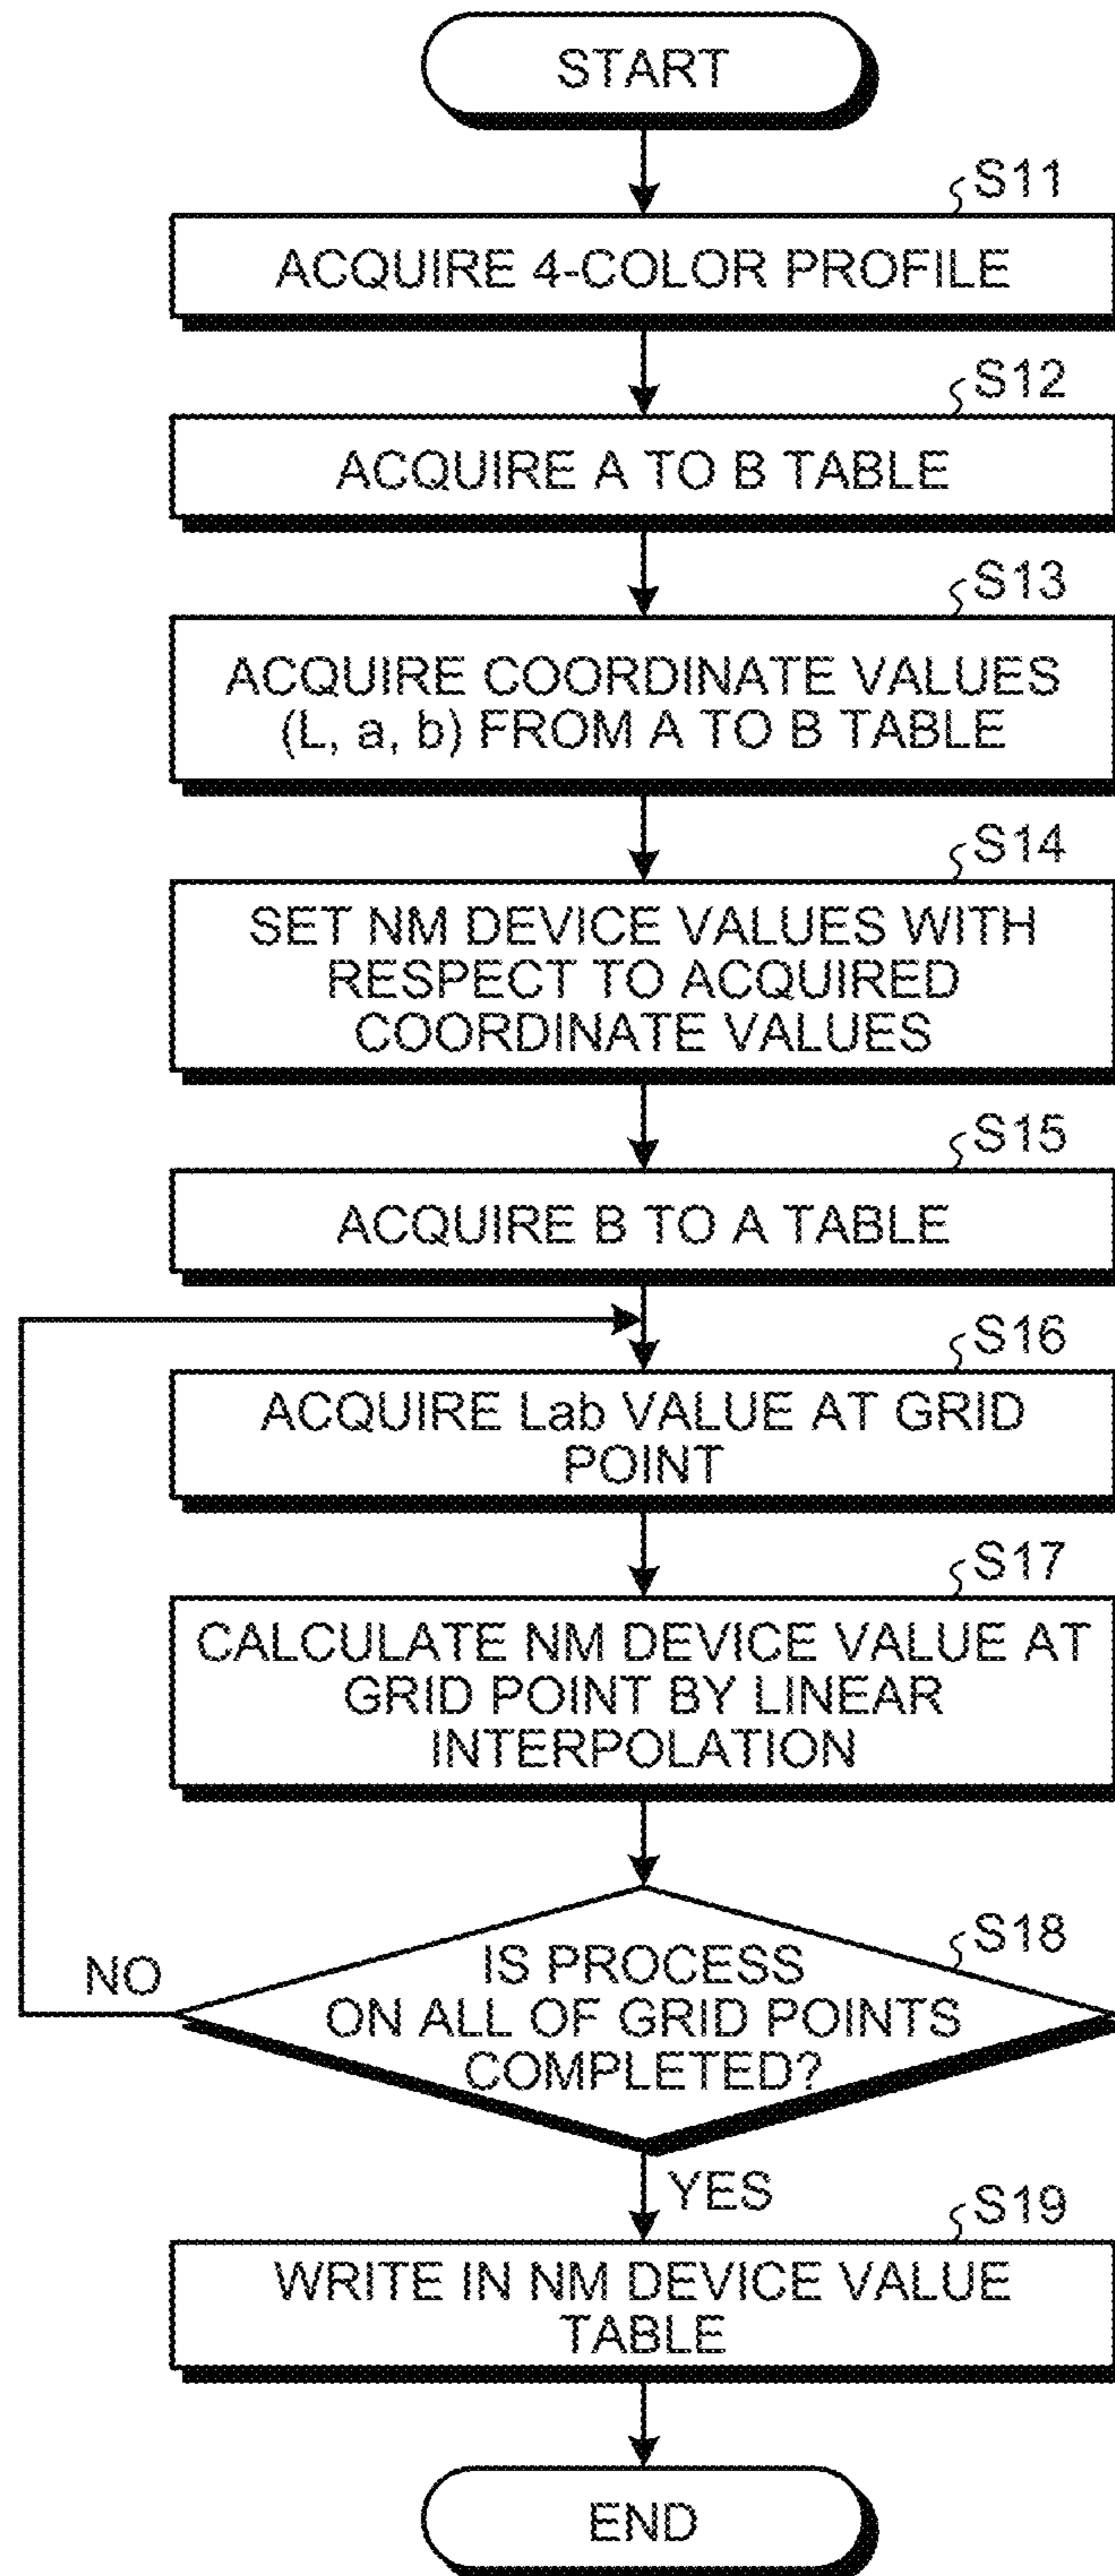 START
S11
ACQUIRE 4-COLOR PROFILE
S12
ACQUIRE A TO B TABLE
S13
ACQUIRE COORDINATE VALUES
(L, a, b) FROM A TO B TABLE
S14
SET NM DEVICE VALUES WITH
RESPECT TO ACQUIRED
COORDINATE VALUES
S15
ACQUIRE B TO A TABLE
S16
ACQUIRE Lab VALUE AT GRID
POINT
S17
CALCULATE NM DEVICE VALUE AT
GRID POINT BY LINEAR
INTERPOLATION
S18
IS PROCESS
ON ALL OF GRID POINTS
COMPLETED?
NO
YES
S19
WRITE IN NM DEVICE VALUE
TABLE
END